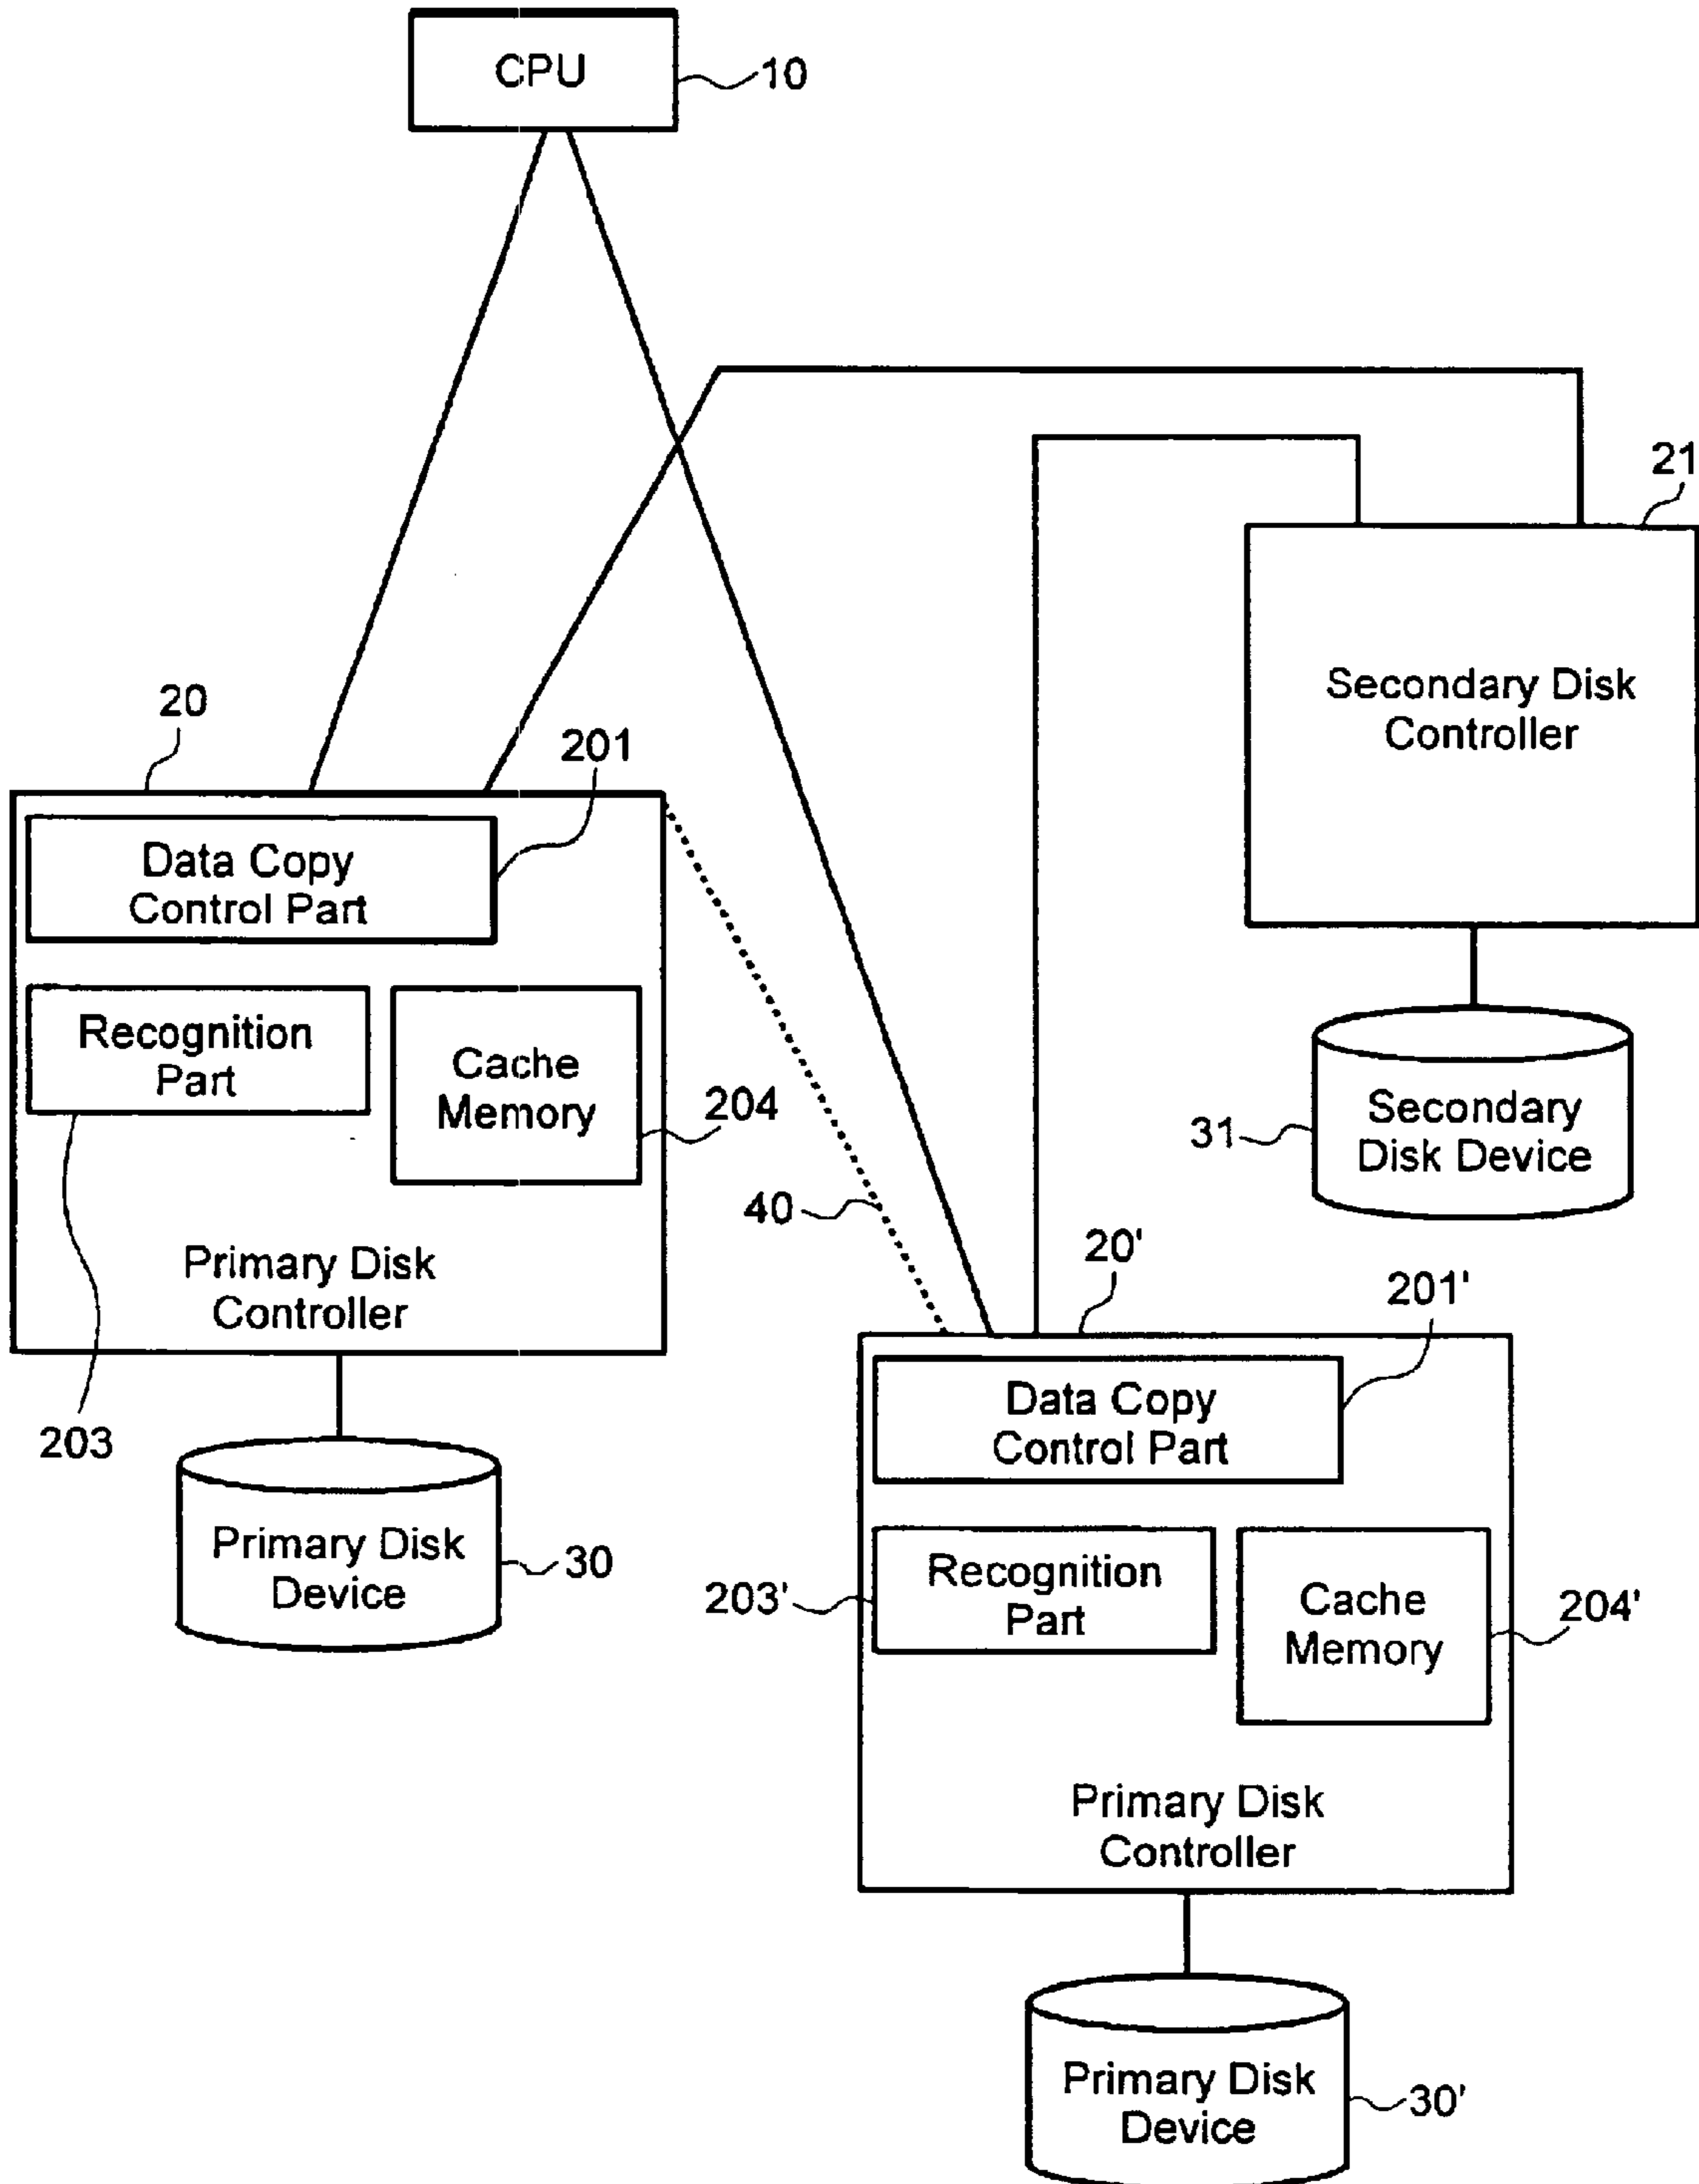 CPU
10
21
Secondary Disk
Controller
20
201
Data Copy
Control Part
Recognition
Part
Cache
Memory
204
31
Secondary
Disk Device
40
20'
201'
Primary Disk
Controller
203
Data Copy
Control Part
Primary Disk
Device
30
203'
Recognition
Part
Cache
Memory
204'
Primary Disk
Controller
Primary Disk
Device
30'